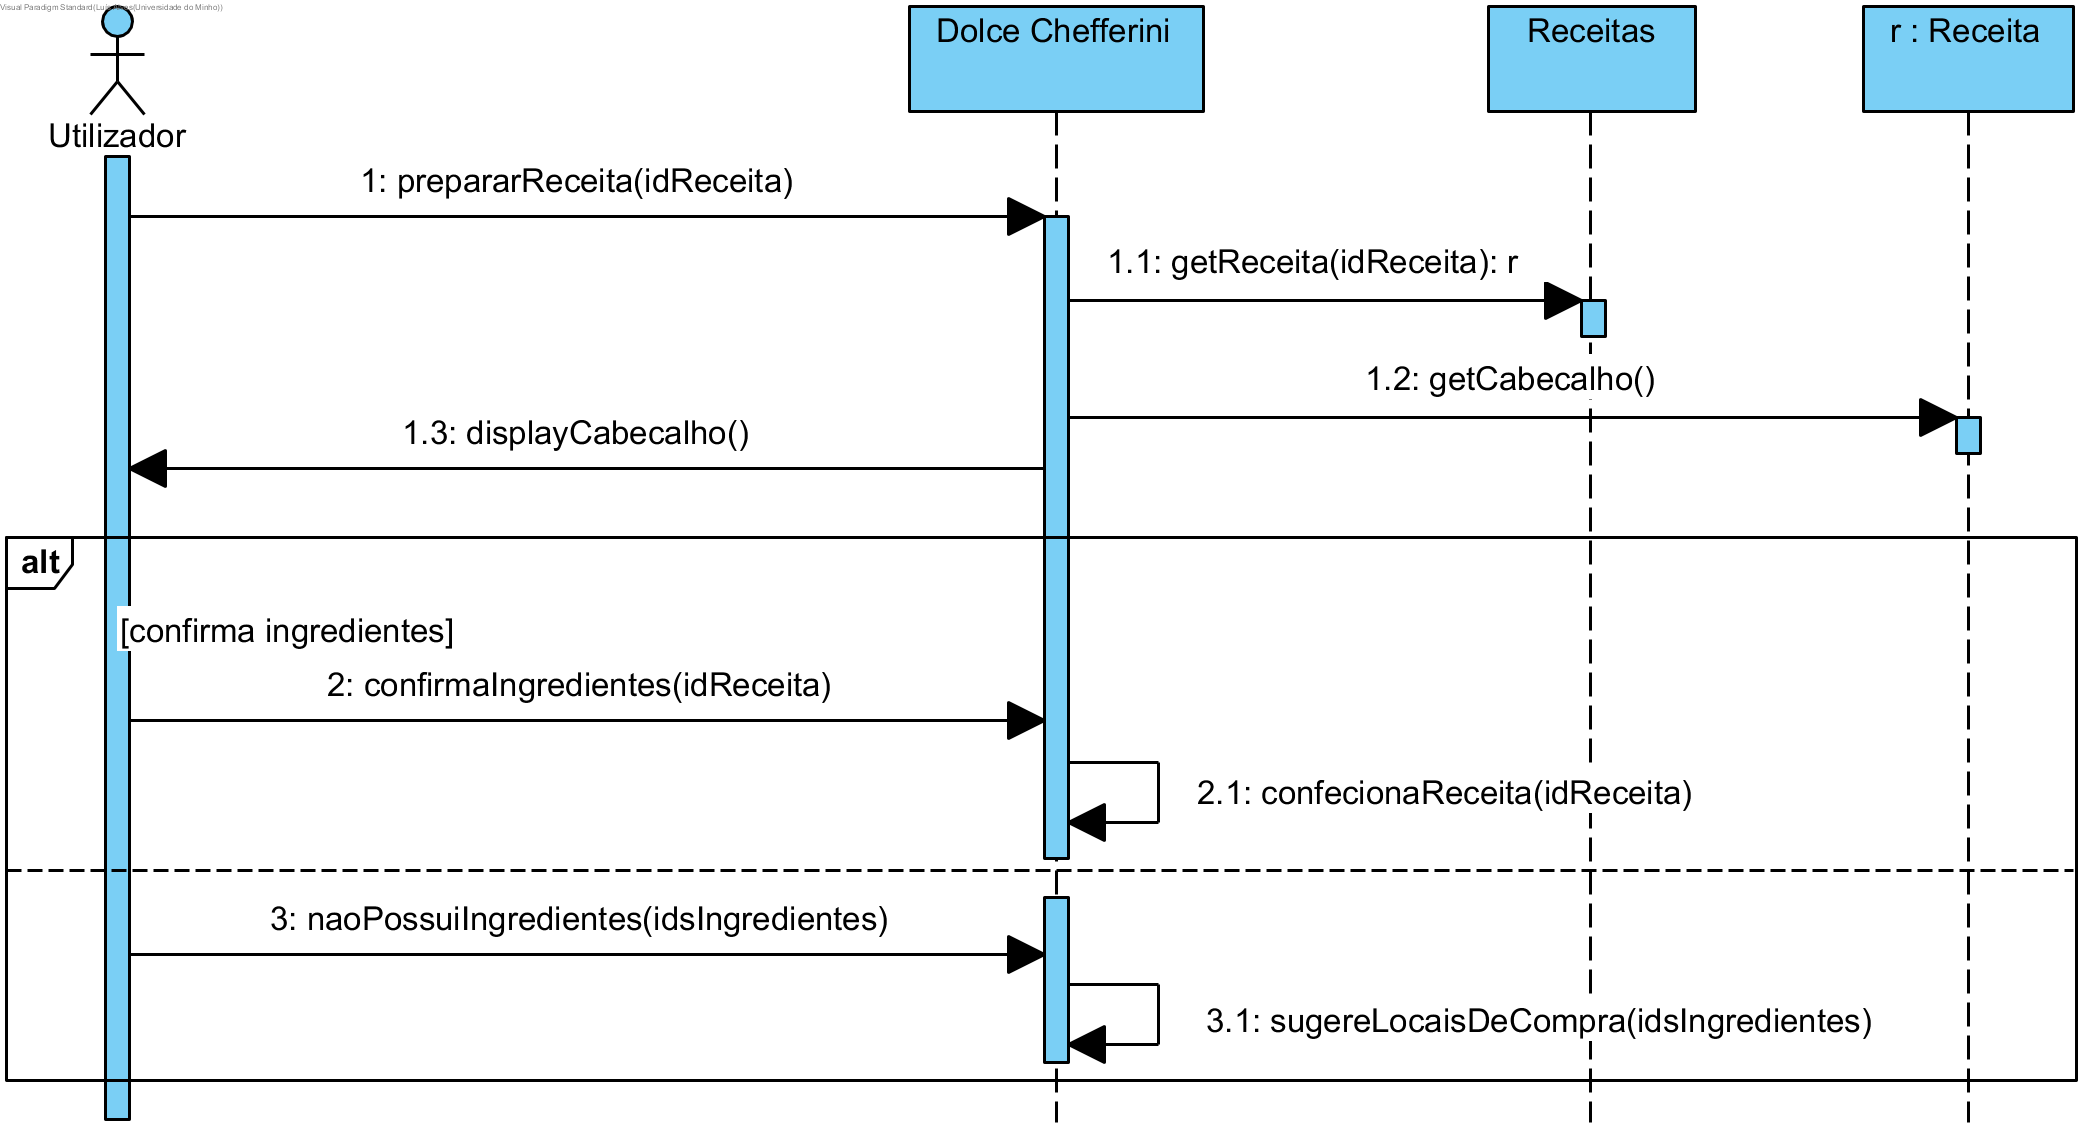 Visual Paradigm Standard(Luís Alves(Universidade do Minho))
Dolce Chefferini
Receitas
r : Receita
Utilizador
1: prepararReceita(idReceita)
1.1: getReceita(idReceita): r
1.2: getCabecalho()
1.3: displayCabecalho()
alt
[confirma ingredientes]
2: confirmaIngredientes(idReceita)
2.1: confecionaReceita(idReceita)
3: naoPossuiIngredientes(idsIngredientes)
3.1: sugereLocaisDeCompra(idsIngredientes)